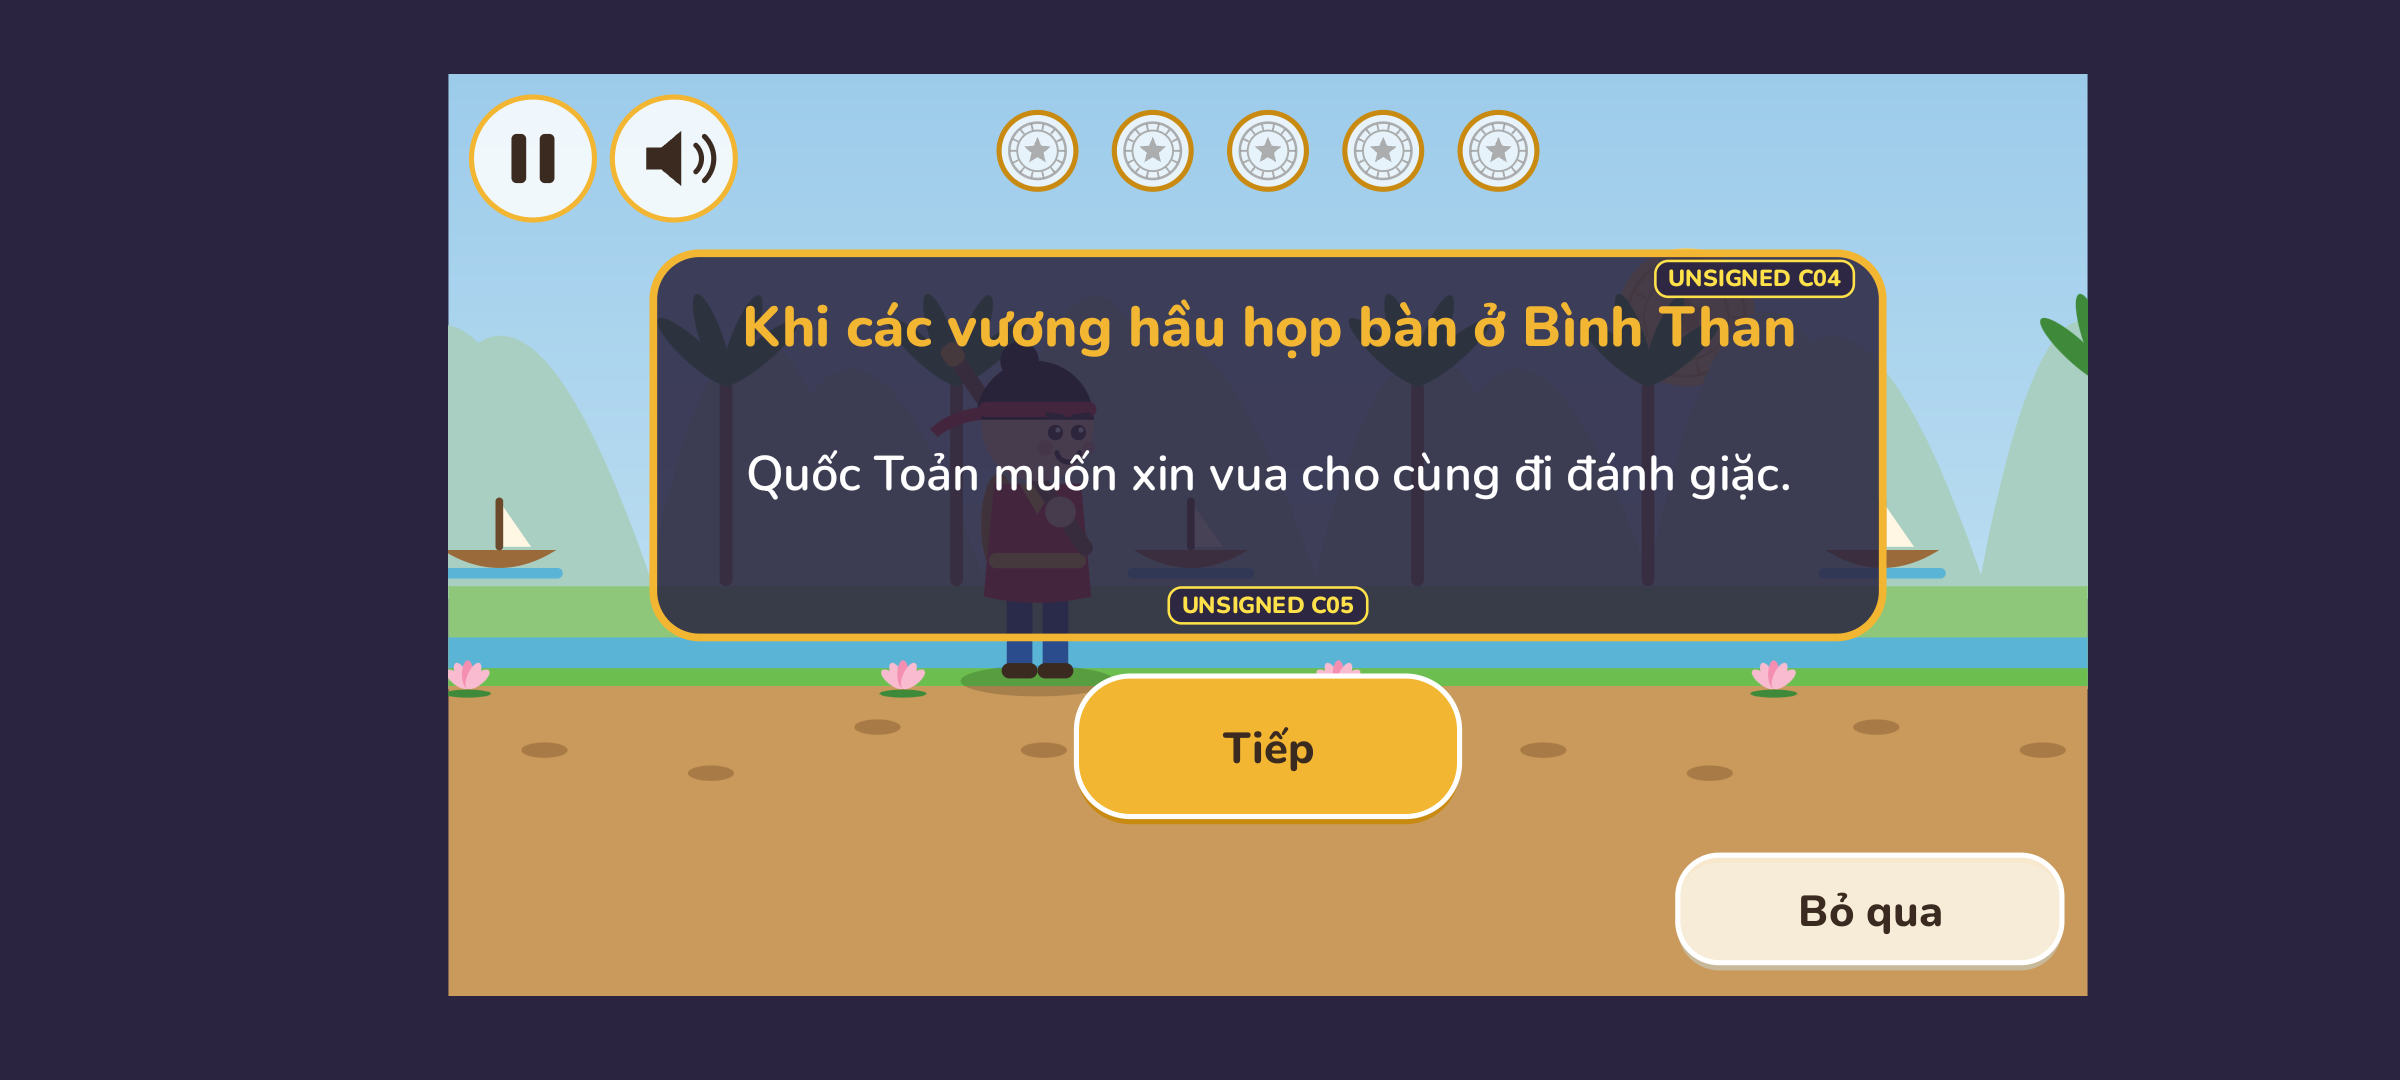 UNSIGNED C04
Khi các vương hầu họp bàn ở Bình Than
Quốc Toản muốn xin vua cho cùng đi đánh giặc.
UNSIGNED C05
Tiếp
Bỏ qua